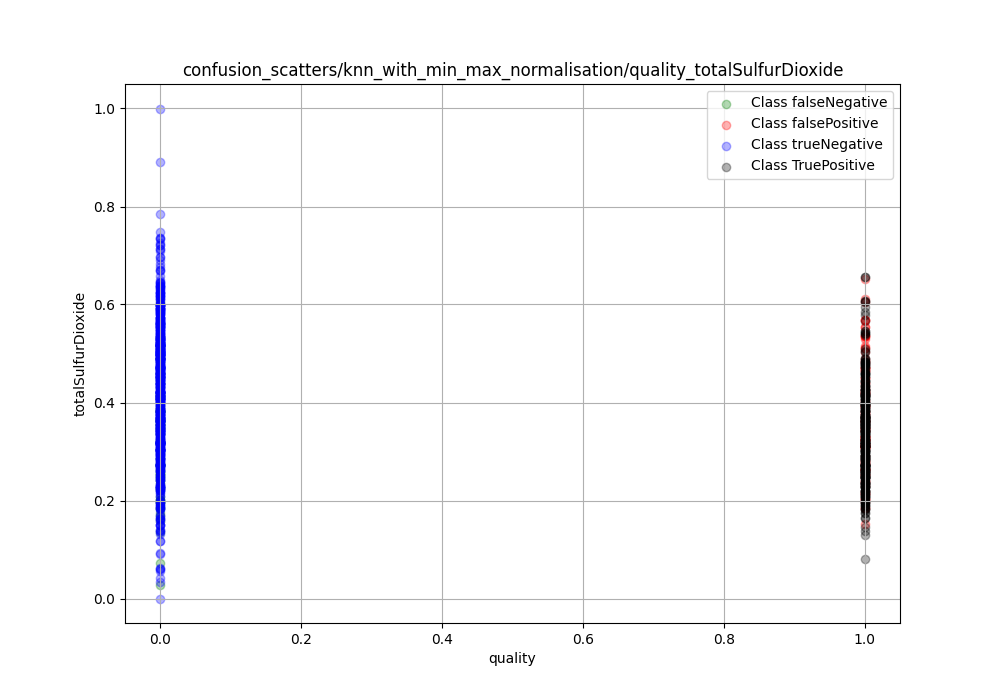 confusion_scatters/knn_with_min_max_normalisation/quality_totalSulfurDioxide
Class falseNegative
Class falsePositive
Class trueNegative
Class TruePositive
1.0
0.8
0.6
0.4
0.2
0.0
totalSulfurDioxide
0.0 0.2 0.4 0.6 0.8 1.0
quality